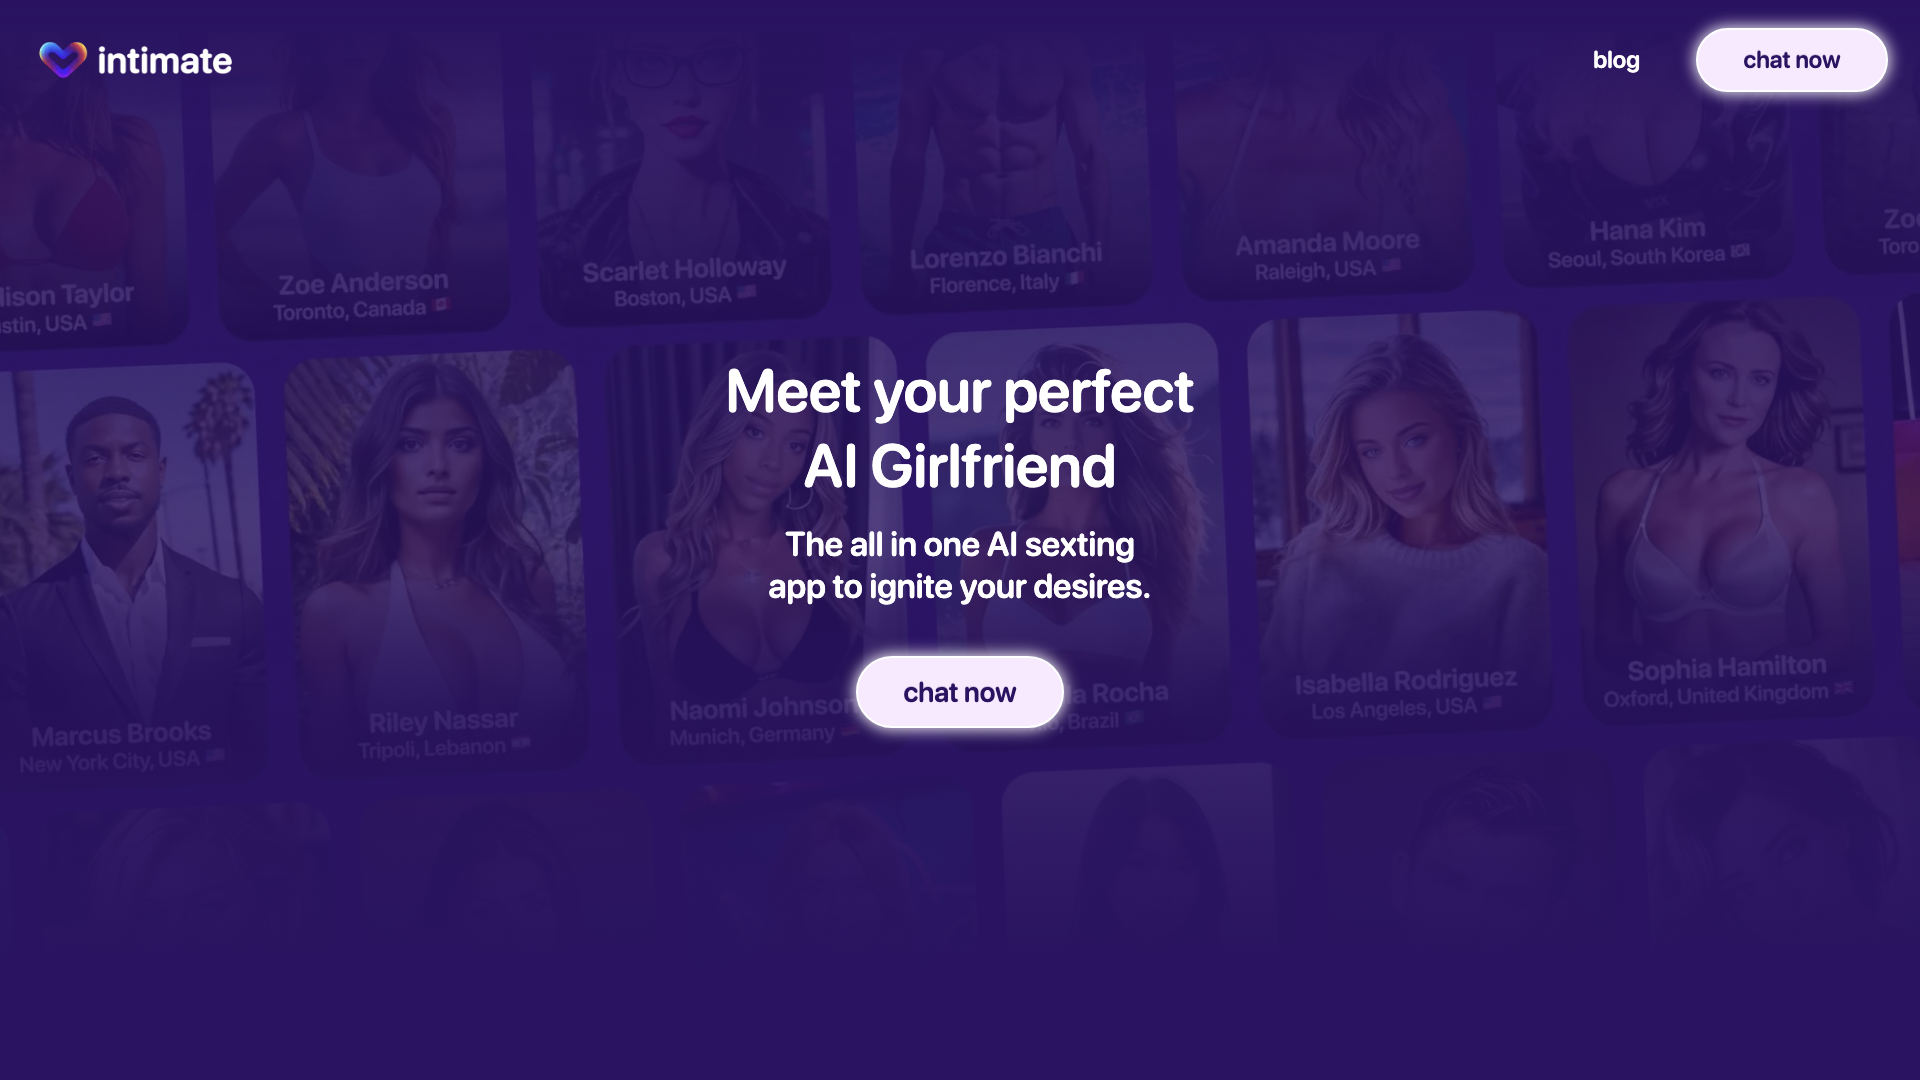 intimate
blog
chat now
lison Taylor
stin, USA
Zoe Anderson
Toronto, Canada
Scarlet Holloway
Boston, USA
Lorenzo Bianchi
Florence, Italy
Amanda Moore
Raleigh, USA
Hana Kim
Seoul, South Korea
Zo
Toro
Meet your perfect
AI Girlfriend
The all in one AI sexting
app to ignite your desires.
chat now
Marcus Brooks
New York City, USA
Riley Nassar
Tripoli, Lebanon
Naomi Johnson
Munich, Germany
a Rocha
Brazil
Isabella Rodriguez
Los Angeles, USA
Sophia Hamilton
Oxford, United Kingdom